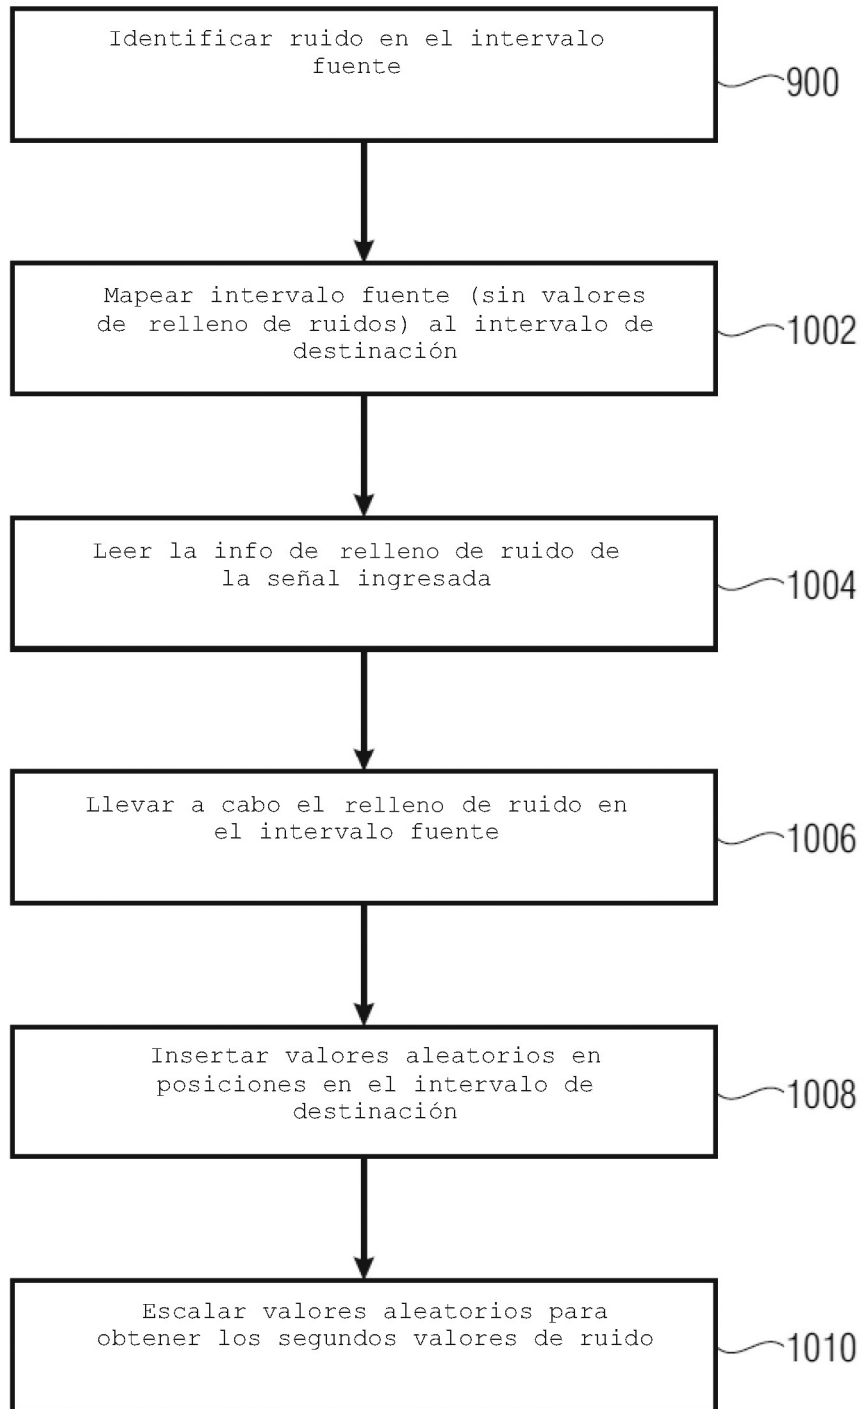 Identificar ruido en el intervalo
fuente
900
Mapear intervalo fuente (sin valores
de relleno de ruidos) al intervalo de
destinación
1002
Leer la info de relleno de ruido de
la señal ingresada
1004
Llevar a cabo el relleno de ruido en
el intervalo fuente
1006
Insertar valores aleatorios en
posiciones en el intervalo de
destinación
1008
Escalar valores aleatorios para
obtener los segundos valores de ruido
1010